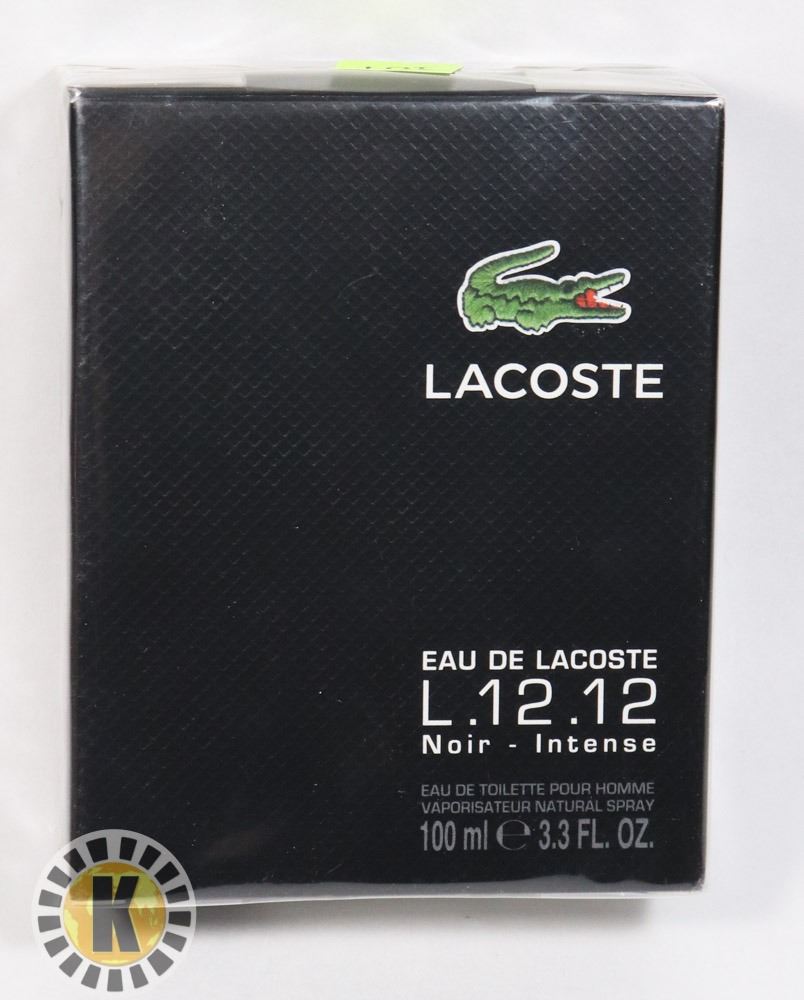 LACOSTE
EAU DE LACOSTE
L.12.12
Noir - Intense
EAU DE TOILETTE POUR HOMME
VAPORISATEUR NATURAL SPRAY
100 ml ℮ 3.3 FL. OZ.
K